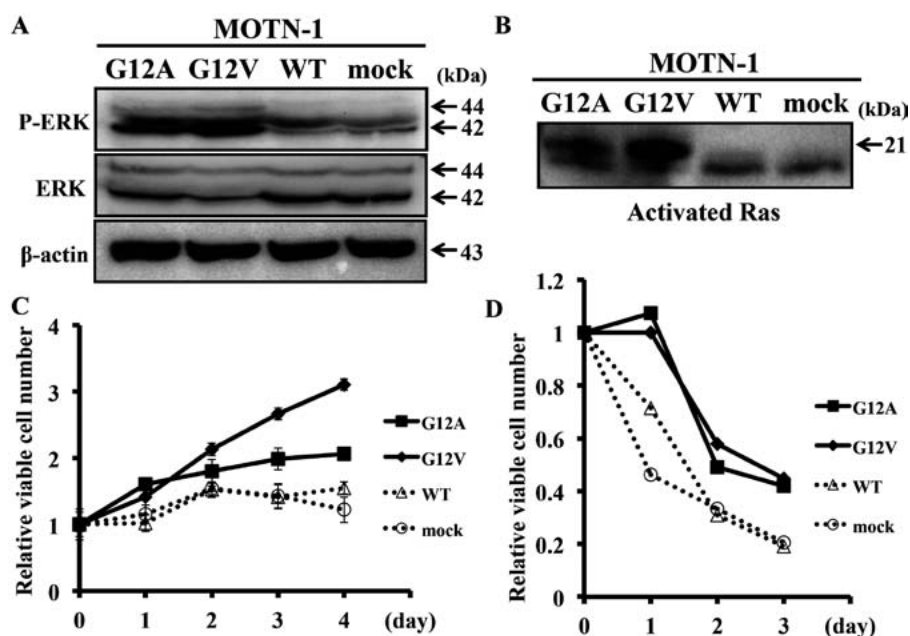 A
MOTN-1
G12A G12V WT mock (kDa)
P-ERK
44
42
ERK
44
42
β-actin
43
B
MOTN-1
G12A G12V WT mock (kDa)
21
Activated Ras
C
Relative viable cell number
4
3
2
1
0
0 1 2 3 4 (day)
G12A
G12V
WT
mock
D
Relative viable cell number
1.2
1
0.8
0.6
0.4
0.2
0
0 1 2 3 (day)
G12A
G12V
WT
mock